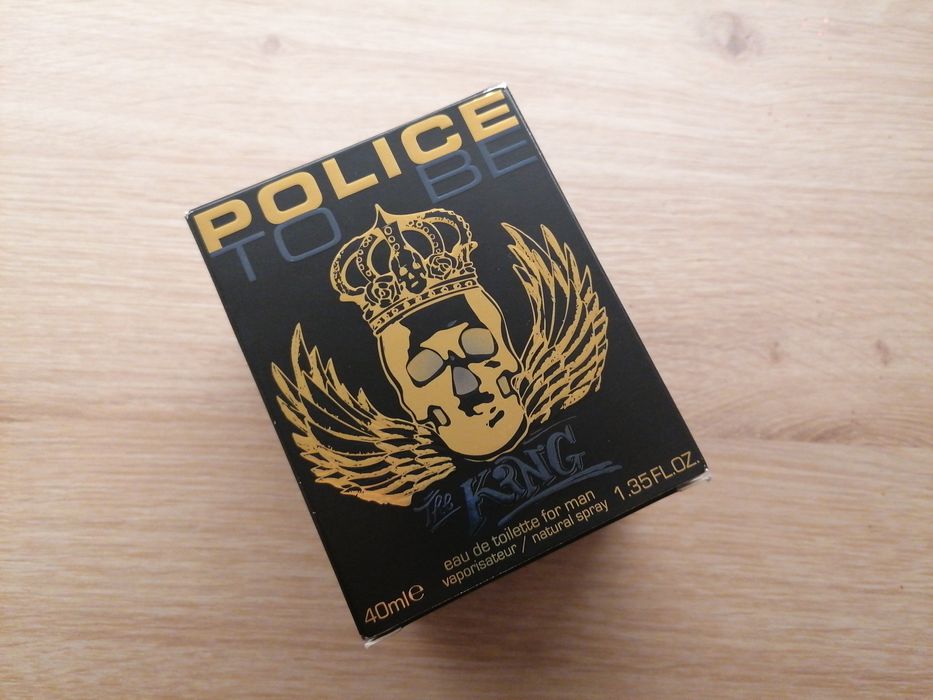 POLICE
TO BE
The KING
eau de toilette for man
vaporisateur / natural spray
1.35 FL.OZ.
40ml℮